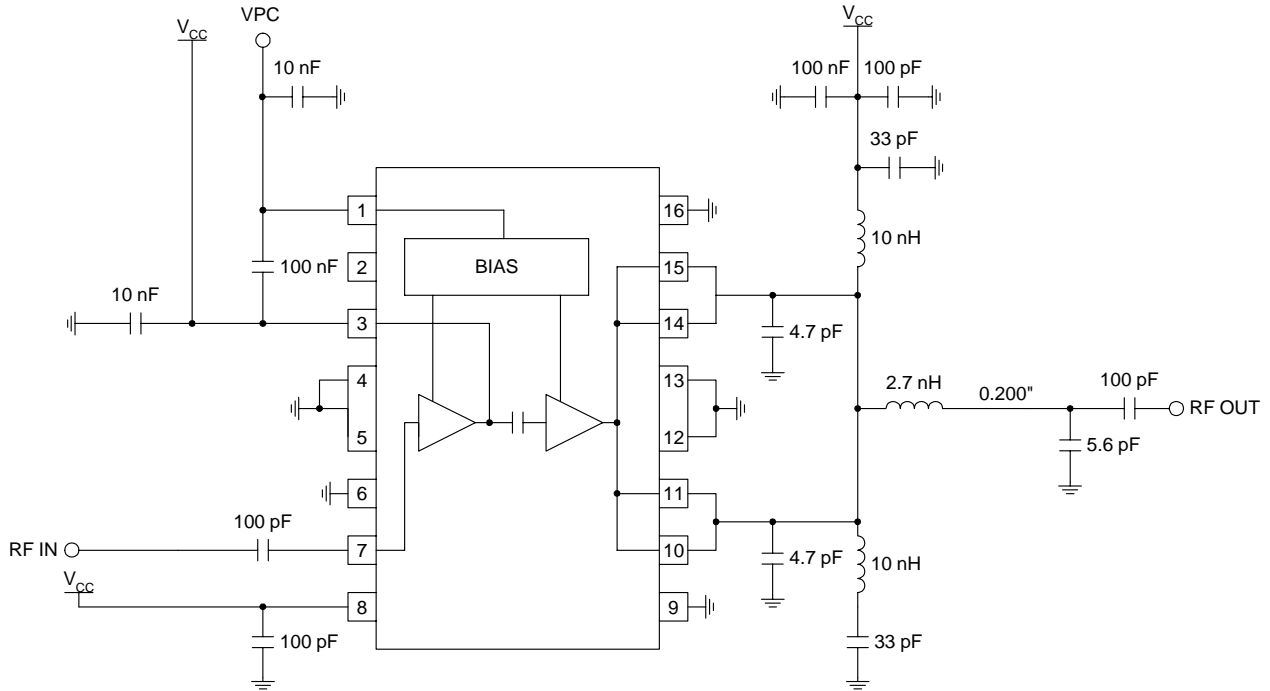 VPC
V_CC
10 nF
V_CC
100 nF
100 pF
33 pF
10 nH
1
16
2
100 nF
BIAS
15
10 nF
3
14
4.7 pF
4
13
2.7 nH
0.200"
100 pF
RF OUT
5
12
5.6 pF
6
11
100 pF
RF IN
7
10
4.7 pF
10 nH
V_CC
8
9
100 pF
33 pF